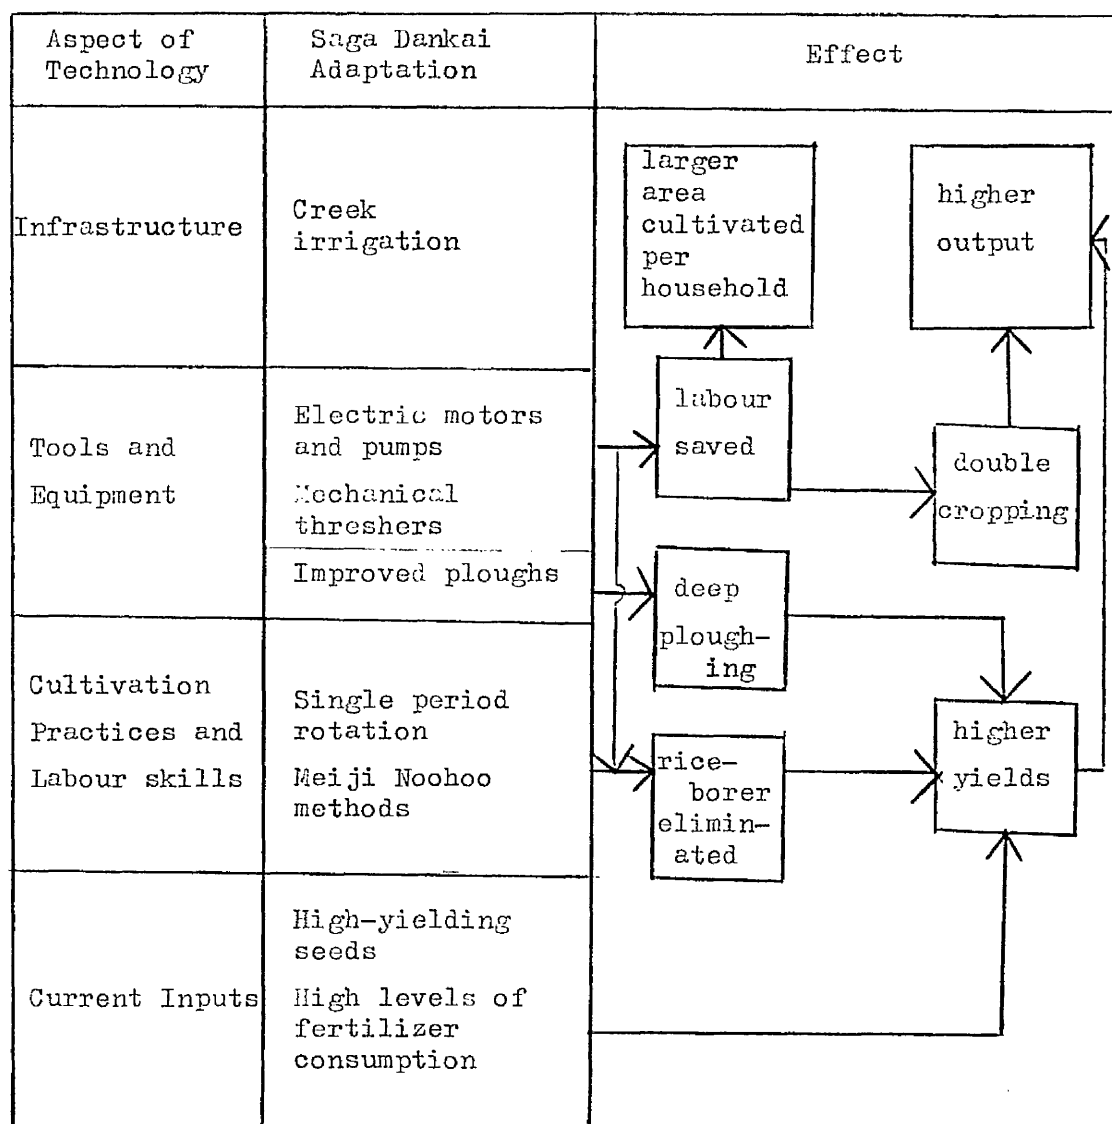 Aspect of
Technology
Saga Dankai
Adaptation
Effect
Infrastructure
Creek
irrigation
larger
area
cultivated
per
household
higher
output
Tools and
Equipment
Electric motors
and pumps
Mechanical
threshers
Improved ploughs
labour
saved
double
cropping
deep
plough-
ing
Cultivation
Practices and
Labour skills
Single period
rotation
Meiji Noohoo
methods
rice-
borer
elimin-
ated
higher
yields
Current Inputs
High-yielding
seeds
High levels of
fertilizer
consumption